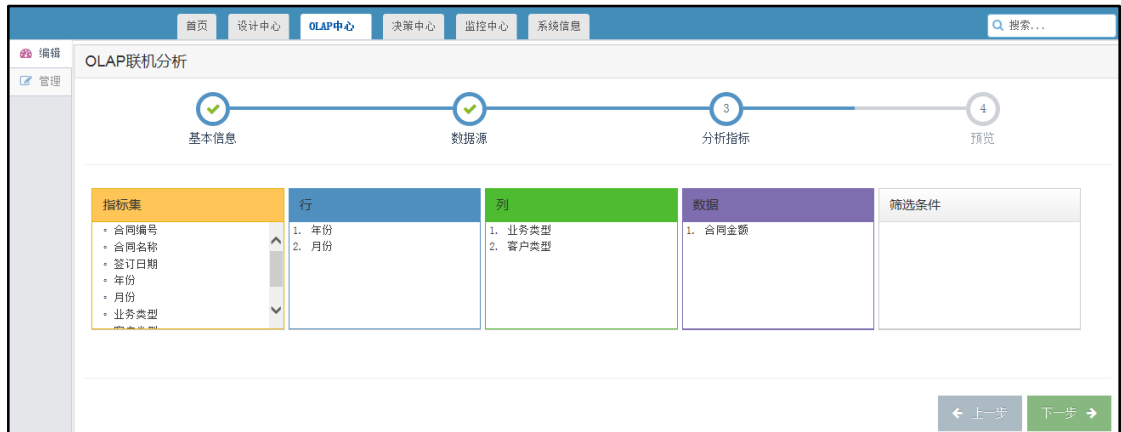 首页 设计中心 OLAP中心 决策中心 监控中心 系统信息 搜索...
编辑
管理
OLAP联机分析
3 4
基本信息 数据源 分析指标 预览
指标集 行 列 数据 筛选条件
合同编号
合同名称
签订日期
年份
月份
业务类型
1. 年份
2. 月份
1. 业务类型
2. 客户类型
1. 合同金额
上一步 下一步